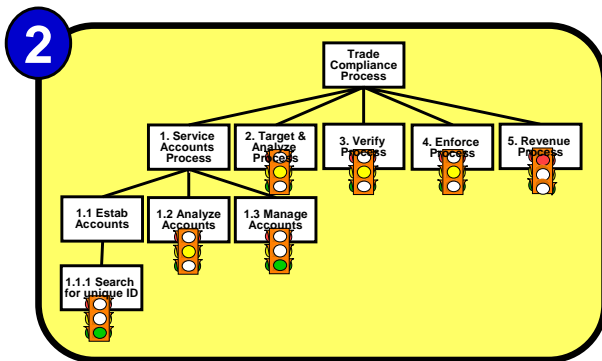 2
Trade
Compliance
Process
1. Service
Accounts
Process
2. Target &
Analyze
Process
3. Verify
Process
4. Enforce
Process
5. Revenue
Process
1.1 Estab
Accounts
1.2 Analyze
Accounts
1.3 Manage
Accounts
1.1.1 Search
for unique ID